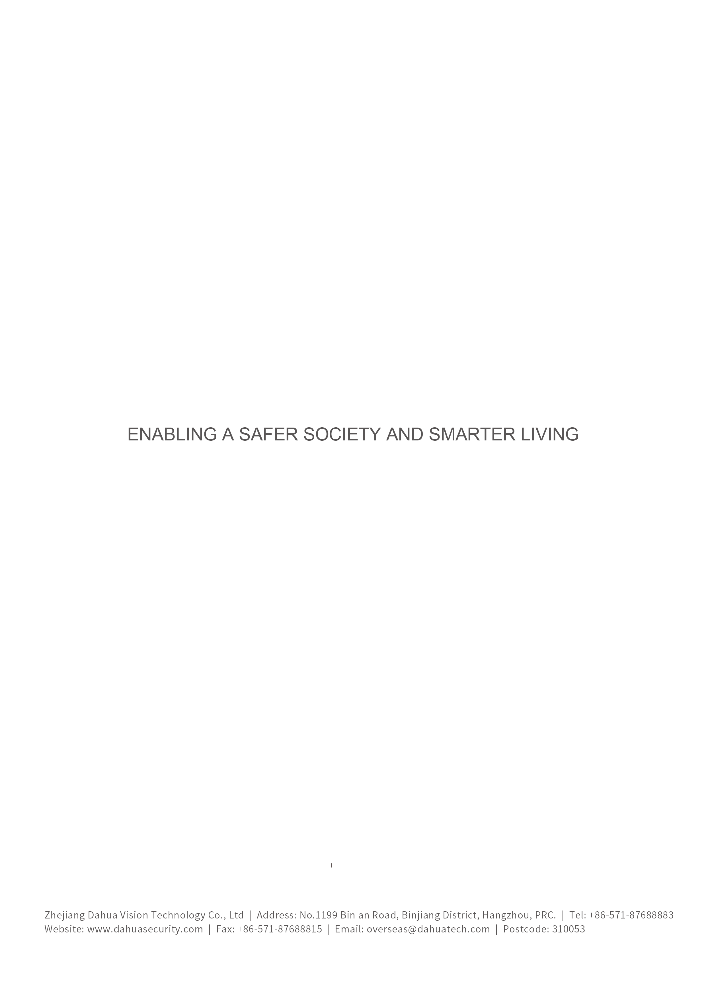 ENABLING A SAFER SOCIETY AND SMARTER LIVING
Zhejiang Dahua Vision Technology Co., Ltd | Address: No.1199 Bin an Road, Binjiang District, Hangzhou, PRC. | Tel: +86-571-87688883
Website: www.dahuasecurity.com | Fax: +86-571-87688815 | Email: overseas@dahuatech.com | Postcode: 310053